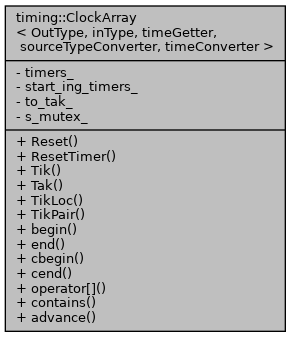 timing::ClockArray
< OutType, inType, timeGetter,
sourceTypeConverter, timeConverter >
- timers_
- start_ing_timers_
- to_tak_
- s_mutex_
+ Reset()
+ ResetTimer()
+ Tik()
+ Tak()
+ TikLoc()
+ TikPair()
+ begin()
+ end()
+ cbegin()
+ cend()
+ operator[]()
+ contains()
+ advance()